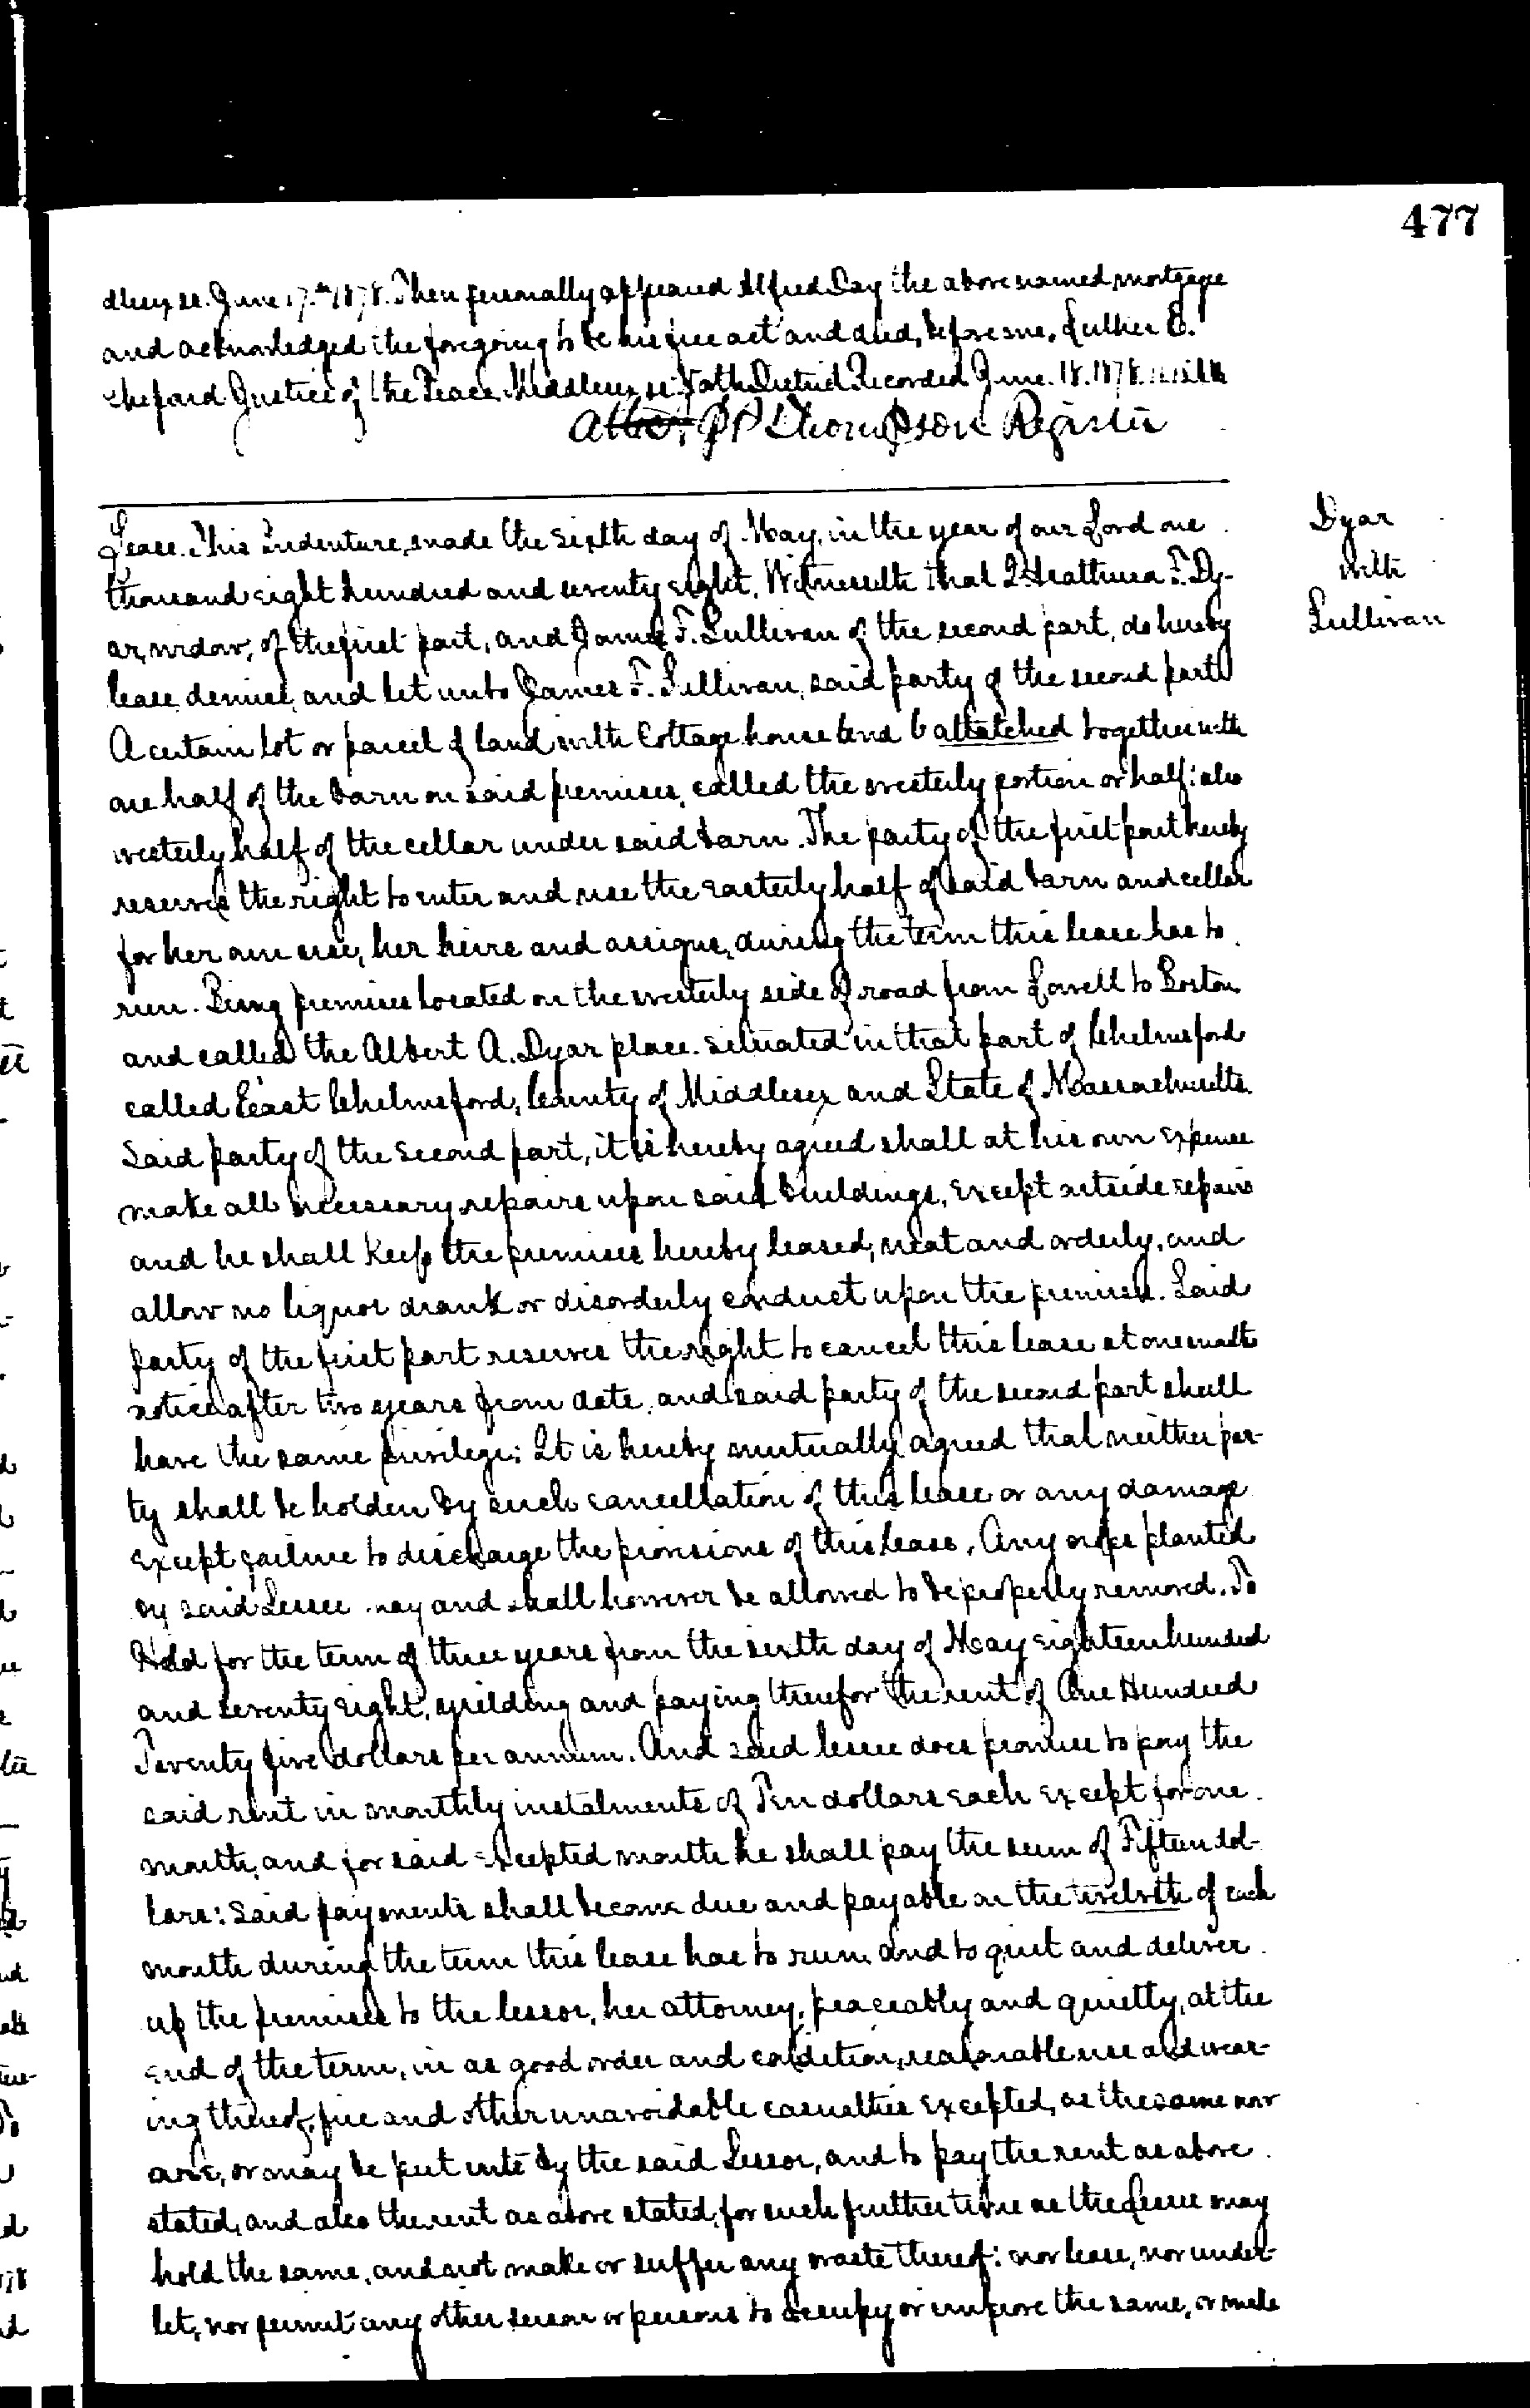 477
dlesex ss. June 17.th 1878. Then personally appeared Alfred Day the above named mortgagee
and acknowledged the foregoing to be his free act and deed, before me, Luther E.
Shepard Justice of the Peace. Middlesex ss. North District Recorded June. 18. 1878.
Attest, Thompson Register
Dyar
with
Sullivan
Lease. This Indenture, made the Sixth day of May, in the year of our Lord one
thousand eight hundred and seventy eight. Witnesseth that I F. Dy-
ar, widow, of the first part, and James F. Sullivan of the second part, do hereby
lease, demise, and let unto James F. Sullivan, said party of the second part
A certain lot or parcel of land with Cottage house attatched together with
one half of the barn on said premises, called the westerly portion or half: also
westerly half of the cellar under said barn. The party of the first part hereby
reserves the right to enter and use the easterly half of said barn and cellar
for her own use, her heirs and assigns, during the term this lease has to
run. Being premises located on the westerly side of road from Lowell to Boston
and called the Albert A. Dyar place. situated in that part of Chelmsford
called East Chelmsford, County of Middlesex and State of Massachusetts.
Said party of the second part, it is hereby agreed shall at his own expense
make all necessary repairs upon said buildings, except outside repairs
and he shall keep the premises hereby leased, neat and orderly, and
allow no liquor drank or disorderly conduct upon the premises. Said
party of the first part reserves the right to cancel this lease at one month
notice after two years from date, and said party of the second part shall
have the same privilege: It is hereby mutually agreed that neither par-
ty shall be holden by such cancellation of this lease or any damage
except failure to discharge the provisions of this lease. Any crops planted
by said Lessee may and shall however be allowed to be properly removed. To
Hold for the term of three years from the sixth day of May eighteen hundred
and seventy eight, yeilding and paying therefor the rent of One Hundred
Twenty five dollars per annum. And said lessee does promise to pay the
said rent in monthly instalments of Ten dollars each except for one
month, and for said excepted month he shall pay the sum of Fifteen dol-
lars: Said payments shall become due and payable on the twelvth of each
month during the term this lease has to run, and to quit and deliver
up the premises to the lessor, her attorney, peaceably and quietly, at the
end of the term, in as good order and condition, reasonable use and wear-
ing thereof, fire and other unavoidable casualties excepted, as the same now
are, or may be put into by the said Lessor, and to pay the rent as above
stated, and also the rent as above stated, for such further time as the Lessee may
hold the same, and not make or suffer any waste thereof: nor lease, nor under-
let, nor permit any other person or persons to occupy or improve the same, or make